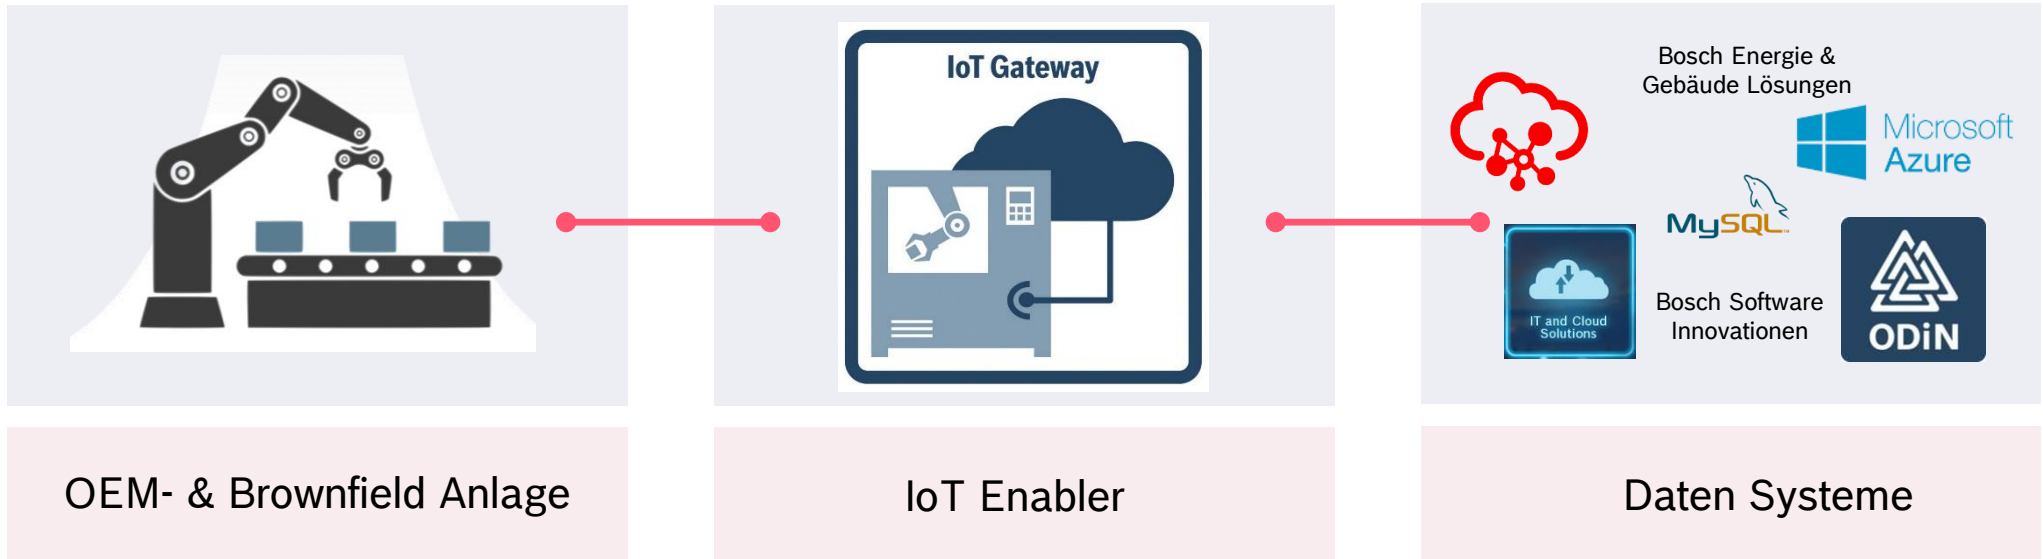 IoT Gateway
Bosch Energie &
Gebäude Lösungen
Microsoft
Azure
MySQL
IT and Cloud
Solutions
Bosch Software
Innovationen
ODiN
OEM- & Brownfield Anlage
IoT Enabler
Daten Systeme